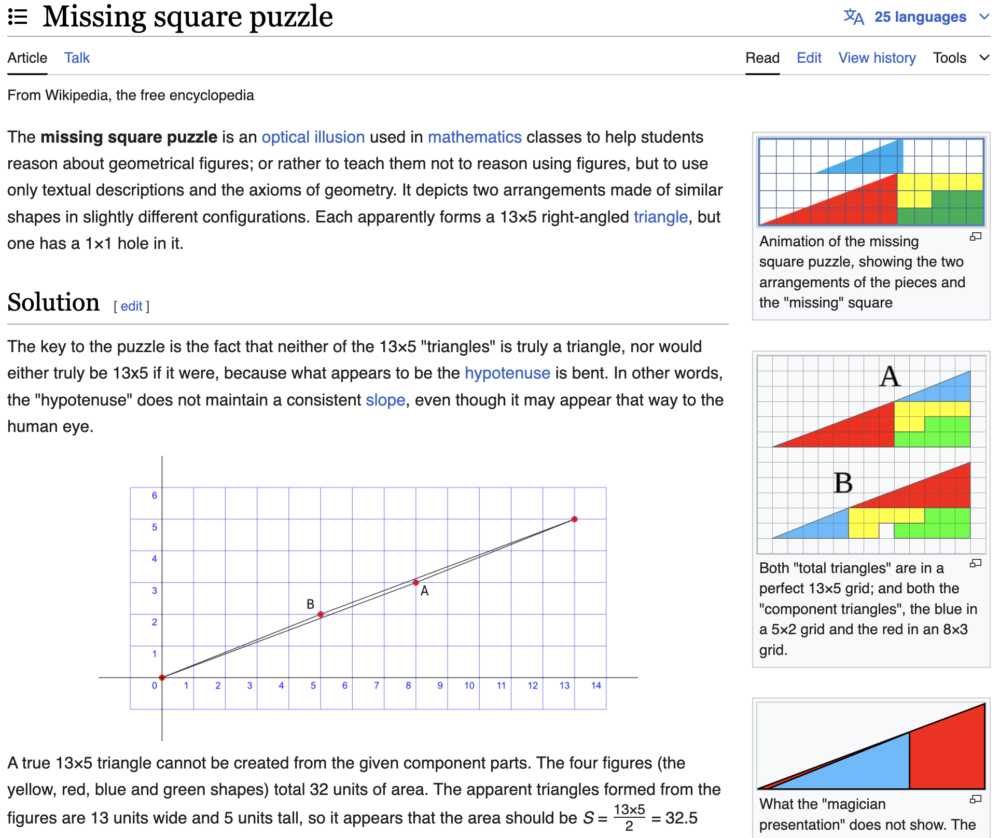 Missing square puzzle
25 languages
Article Talk
Read Edit View history Tools
From Wikipedia, the free encyclopedia
The missing square puzzle is an optical illusion used in mathematics classes to help students
reason about geometrical figures; or rather to teach them not to reason using figures, but to use
only textual descriptions and the axioms of geometry. It depicts two arrangements made of similar
shapes in slightly different configurations. Each apparently forms a 13×5 right-angled triangle, but
one has a 1×1 hole in it.
Solution [ edit ]
The key to the puzzle is the fact that neither of the 13×5 "triangles" is truly a triangle, nor would
either truly be 13x5 if it were, because what appears to be the hypotenuse is bent. In other words,
the "hypotenuse" does not maintain a consistent slope, even though it may appear that way to the
human eye.
6
5
4
3
2
1
B
A
0 1 2 3 4 5 6 7 8 9 10 11 12 13 14
A true 13×5 triangle cannot be created from the given component parts. The four figures (the
yellow, red, blue and green shapes) total 32 units of area. The apparent triangles formed from the
figures are 13 units wide and 5 units tall, so it appears that the area should be S = 13×5/2 = 32.5
Animation of the missing
square puzzle, showing the two
arrangements of the pieces and
the "missing" square
A
B
Both "total triangles" are in a
perfect 13×5 grid; and both the
"component triangles", the blue in
a 5×2 grid and the red in an 8×3
grid.
What the "magician
presentation" does not show. The